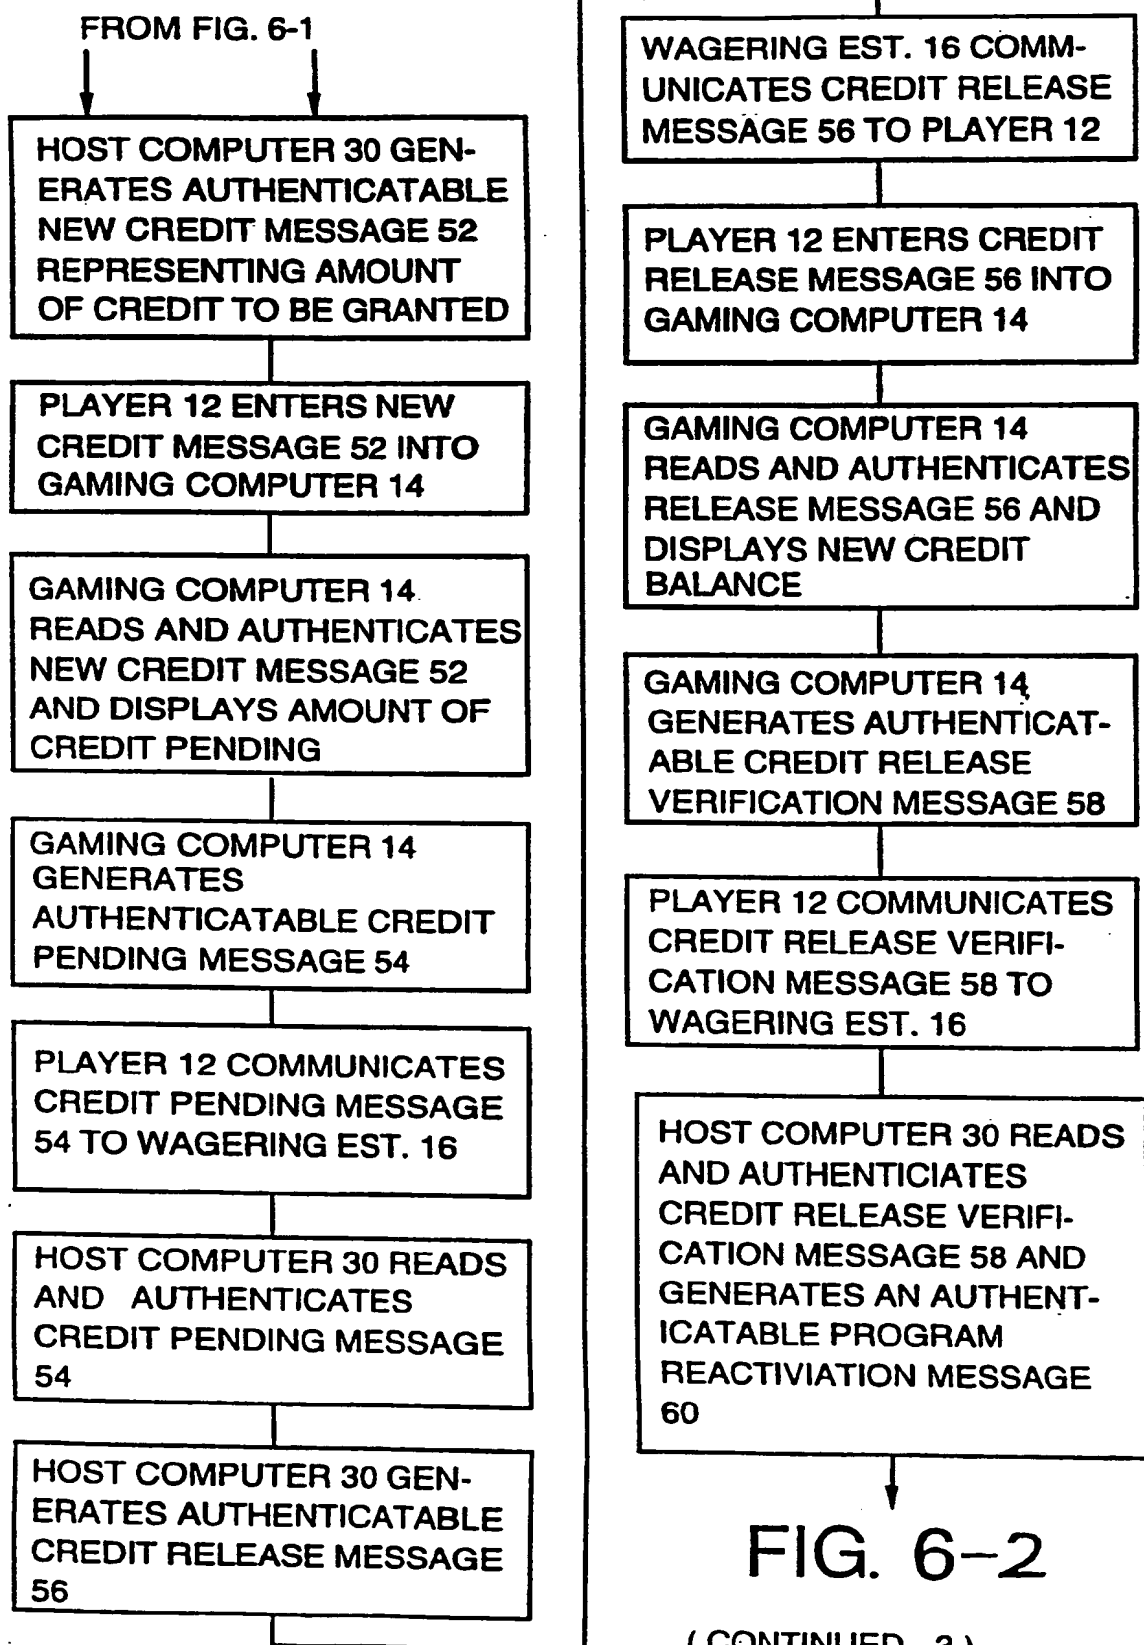 FROM FIG. 6-1
HOST COMPUTER 30 GEN-
ERATES AUTHENTICATABLE
NEW CREDIT MESSAGE 52
REPRESENTING AMOUNT
OF CREDIT TO BE GRANTED
PLAYER 12 ENTERS NEW
CREDIT MESSAGE 52 INTO
GAMING COMPUTER 14
GAMING COMPUTER 14
READS AND AUTHENTICATES
NEW CREDIT MESSAGE 52
AND DISPLAYS AMOUNT OF
CREDIT PENDING
GAMING COMPUTER 14
GENERATES
AUTHENTICATABLE CREDIT
PENDING MESSAGE 54
PLAYER 12 COMMUNICATES
CREDIT PENDING MESSAGE
54 TO WAGERING EST. 16
HOST COMPUTER 30 READS
AND AUTHENTICATES
CREDIT PENDING MESSAGE
54
HOST COMPUTER 30 GEN-
ERATES AUTHENTICATABLE
CREDIT RELEASE MESSAGE
56
WAGERING EST. 16 COMM-
UNICATES CREDIT RELEASE
MESSAGE 56 TO PLAYER 12
PLAYER 12 ENTERS CREDIT
RELEASE MESSAGE 56 INTO
GAMING COMPUTER 14
GAMING COMPUTER 14
READS AND AUTHENTICATES
RELEASE MESSAGE 56 AND
DISPLAYS NEW CREDIT
BALANCE
GAMING COMPUTER 14
GENERATES AUTHENTICAT-
ABLE CREDIT RELEASE
VERIFICATION MESSAGE 58
PLAYER 12 COMMUNICATES
CREDIT RELEASE VERIFI-
CATION MESSAGE 58 TO
WAGERING EST. 16
HOST COMPUTER 30 READS
AND AUTHENTICIATES
CREDIT RELEASE VERIFI-
CATION MESSAGE 58 AND
GENERATES AN AUTHENT-
ICATABLE PROGRAM
REACTIVIATION MESSAGE
60
FIG. 6-2
( CONTINUED - 3 )